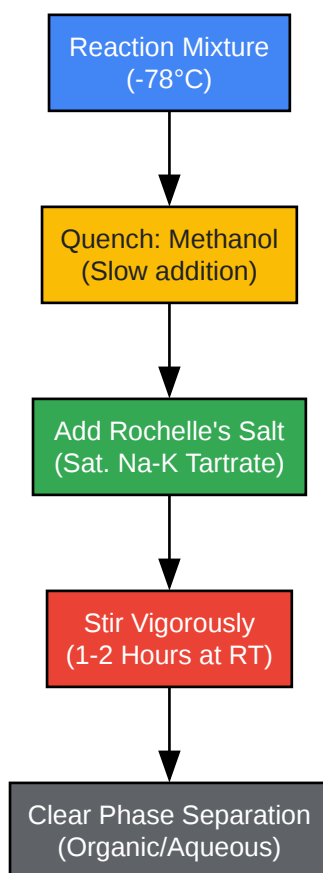 Reaction Mixture
(-78°C)
Quench: Methanol
(Slow addition)
Add Rochelle's Salt
(Sat. Na-K Tartrate)
Stir Vigorously
(1-2 Hours at RT)
Clear Phase Separation
(Organic/Aqueous)